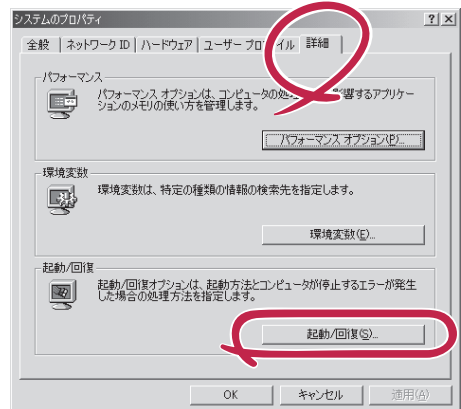 システムのプロパティ
全般 ネットワーク ID ハードウェア ユーザー プロ イル 詳細
パフォーマンス
パフォーマンス オプションは、コンピュータの処 影響するアプリケー
ションのメモリの使い方を管理します。
パフォーマンス オプション(P)...
環境変数
環境変数は、特定の種類の情報の検索先を指定します。
環境変数(E)...
起動/回復
起動/回復オプションは、起動方法とコンピュータが停止するエラーが発生
した場合の処理方法を指定します。
起動/回復(S)...
OK キャンセル 適用(A)